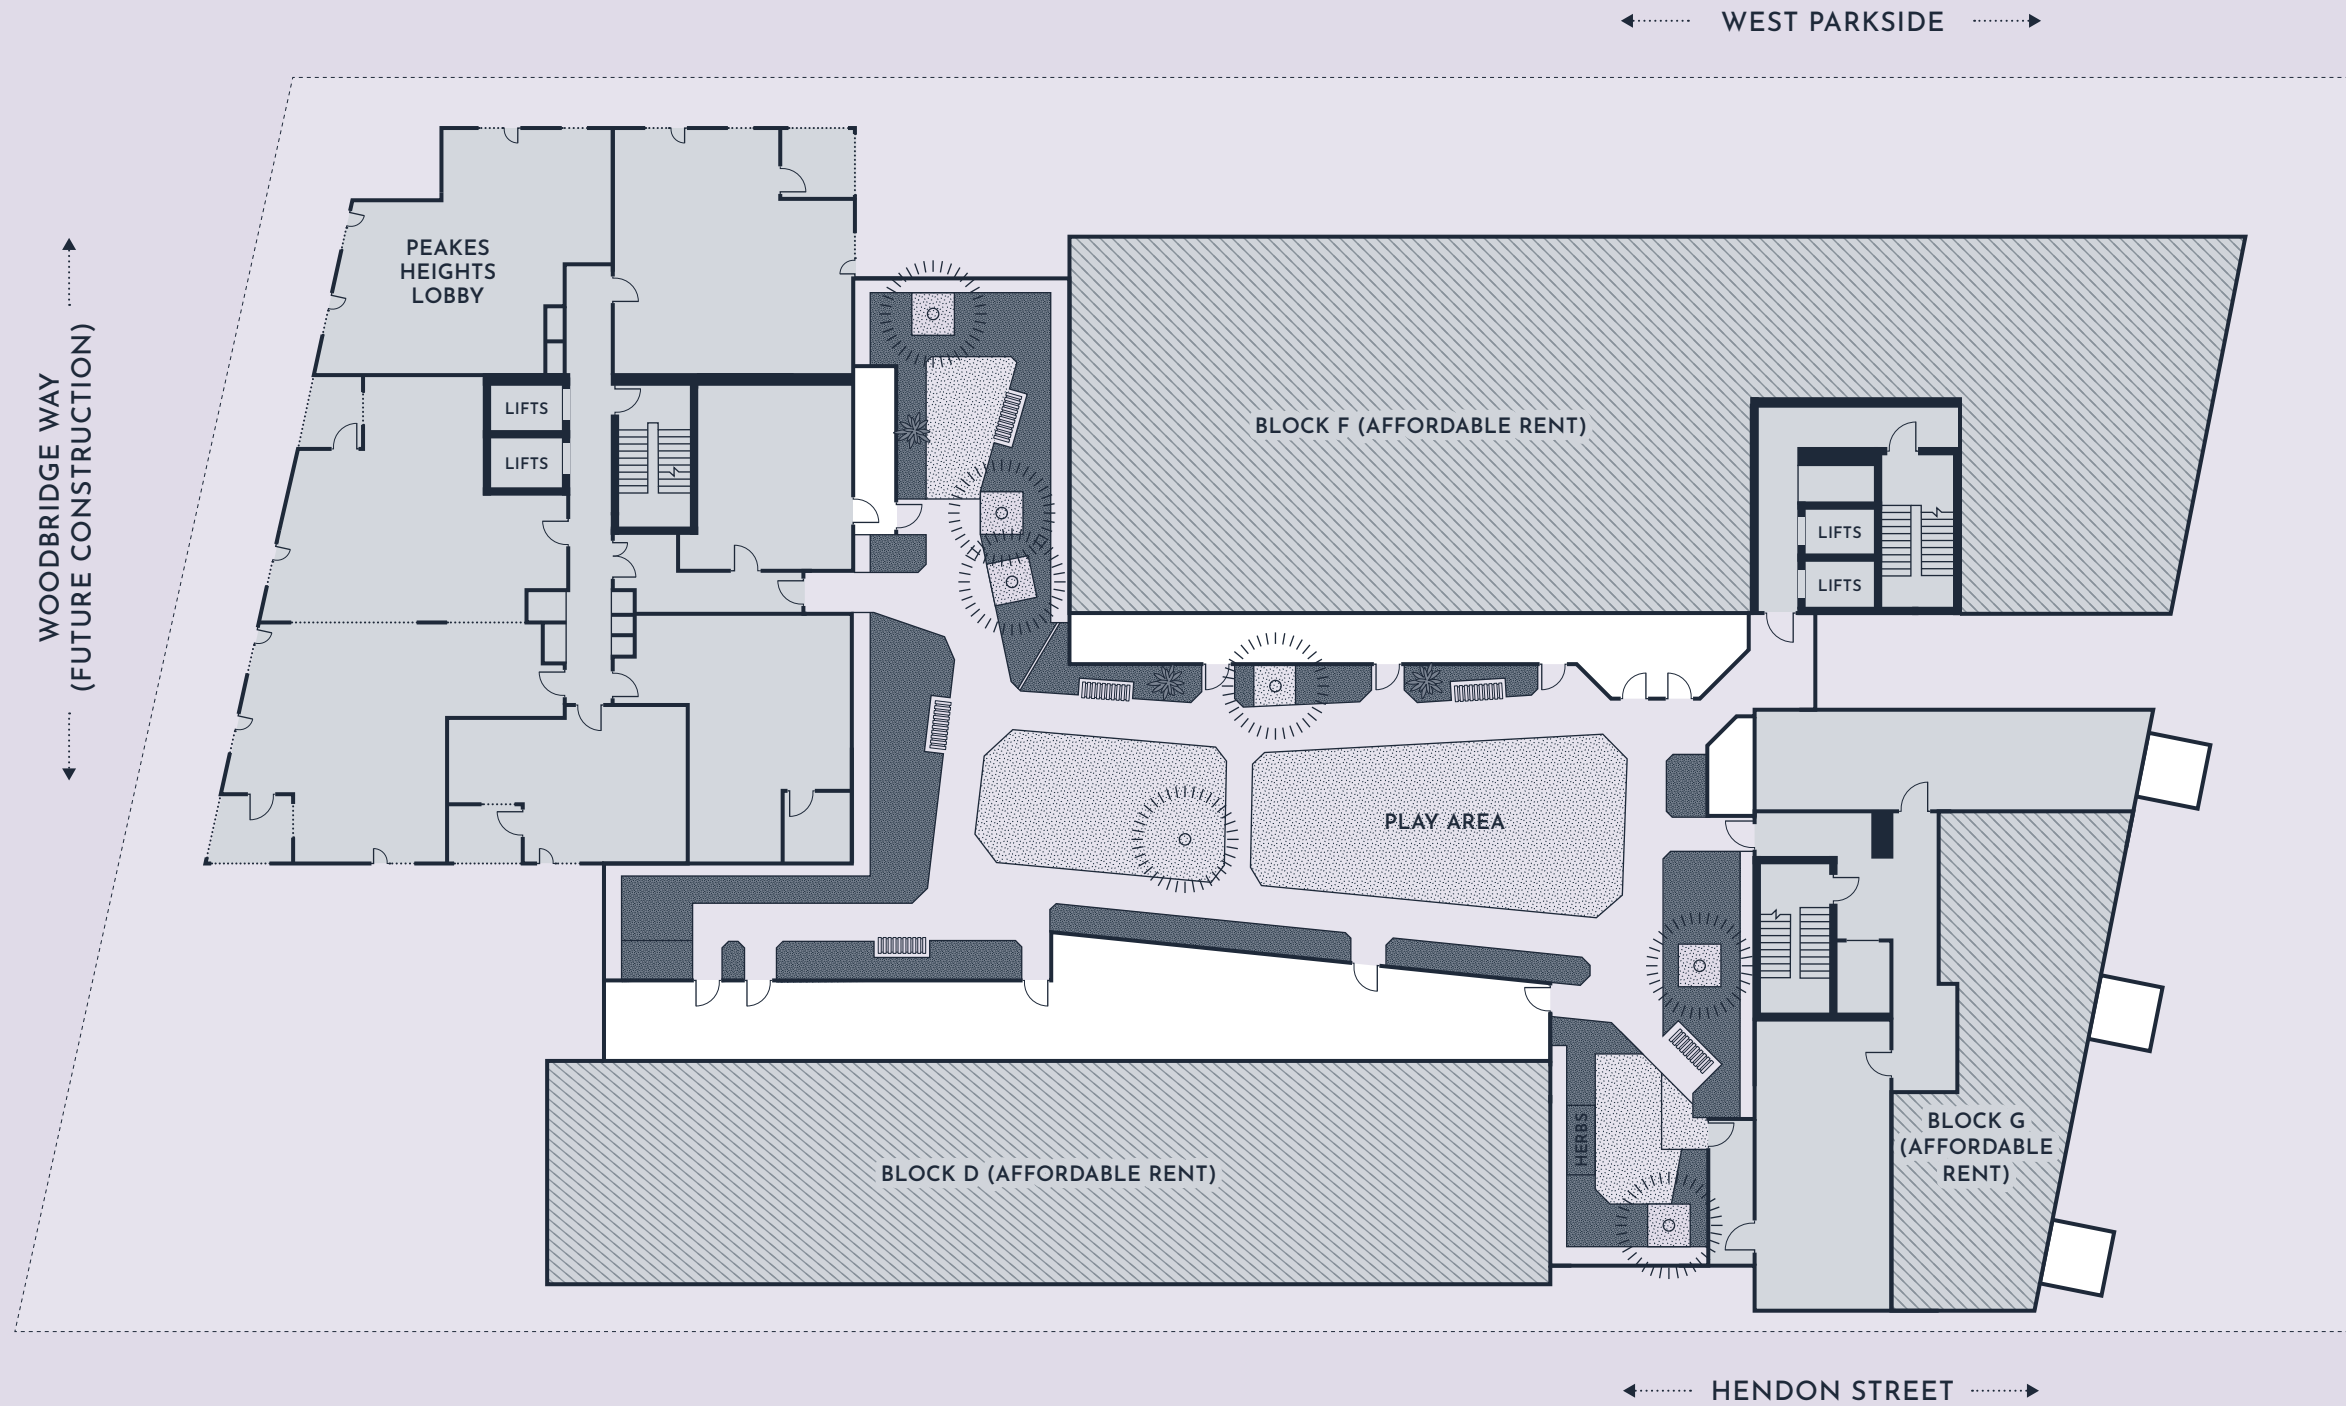 WEST PARKSIDE
PEAKES
HEIGHTS
LOBBY
WOODBRIDGE WAY
(FUTURE CONSTRUCTION)
LIFTS
LIFTS
BLOCK F (AFFORDABLE RENT)
LIFTS
LIFTS
PLAY AREA
BLOCK D (AFFORDABLE RENT)
HERBS
BLOCK G
(AFFORDABLE
RENT)
HENDON STREET